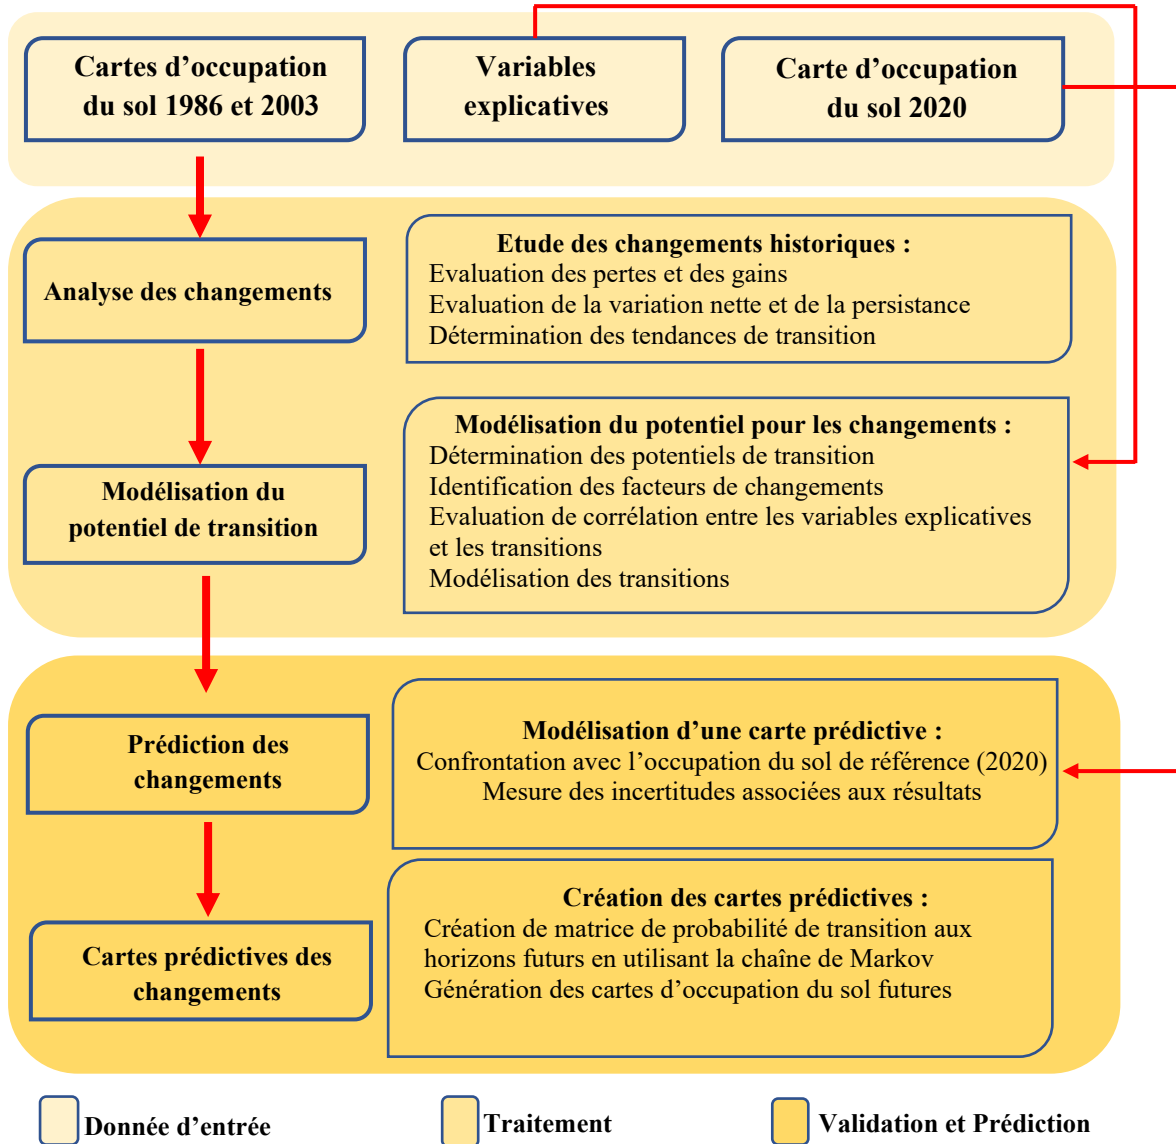 Cartes d’occupation
du sol 1986 et 2003
Variables
explicatives
Carte d’occupation
du sol 2020
Analyse des changements
Etude des changements historiques :
Evaluation des pertes et des gains
Evaluation de la variation nette et de la persistance
Détermination des tendances de transition
Modélisation du
potentiel de transition
Modélisation du potentiel pour les changements :
Détermination des potentiels de transition
Identification des facteurs de changements
Evaluation de corrélation entre les variables explicatives
et les transitions
Modélisation des transitions
Prédiction des
changements
Modélisation d’une carte prédictive :
Confrontation avec l’occupation du sol de référence (2020)
Mesure des incertitudes associées aux résultats
Cartes prédictives des
changements
Création des cartes prédictives :
Création de matrice de probabilité de transition aux
horizons futurs en utilisant la chaîne de Markov
Génération des cartes d’occupation du sol futures
Donnée d’entrée
Traitement
Validation et Prédiction